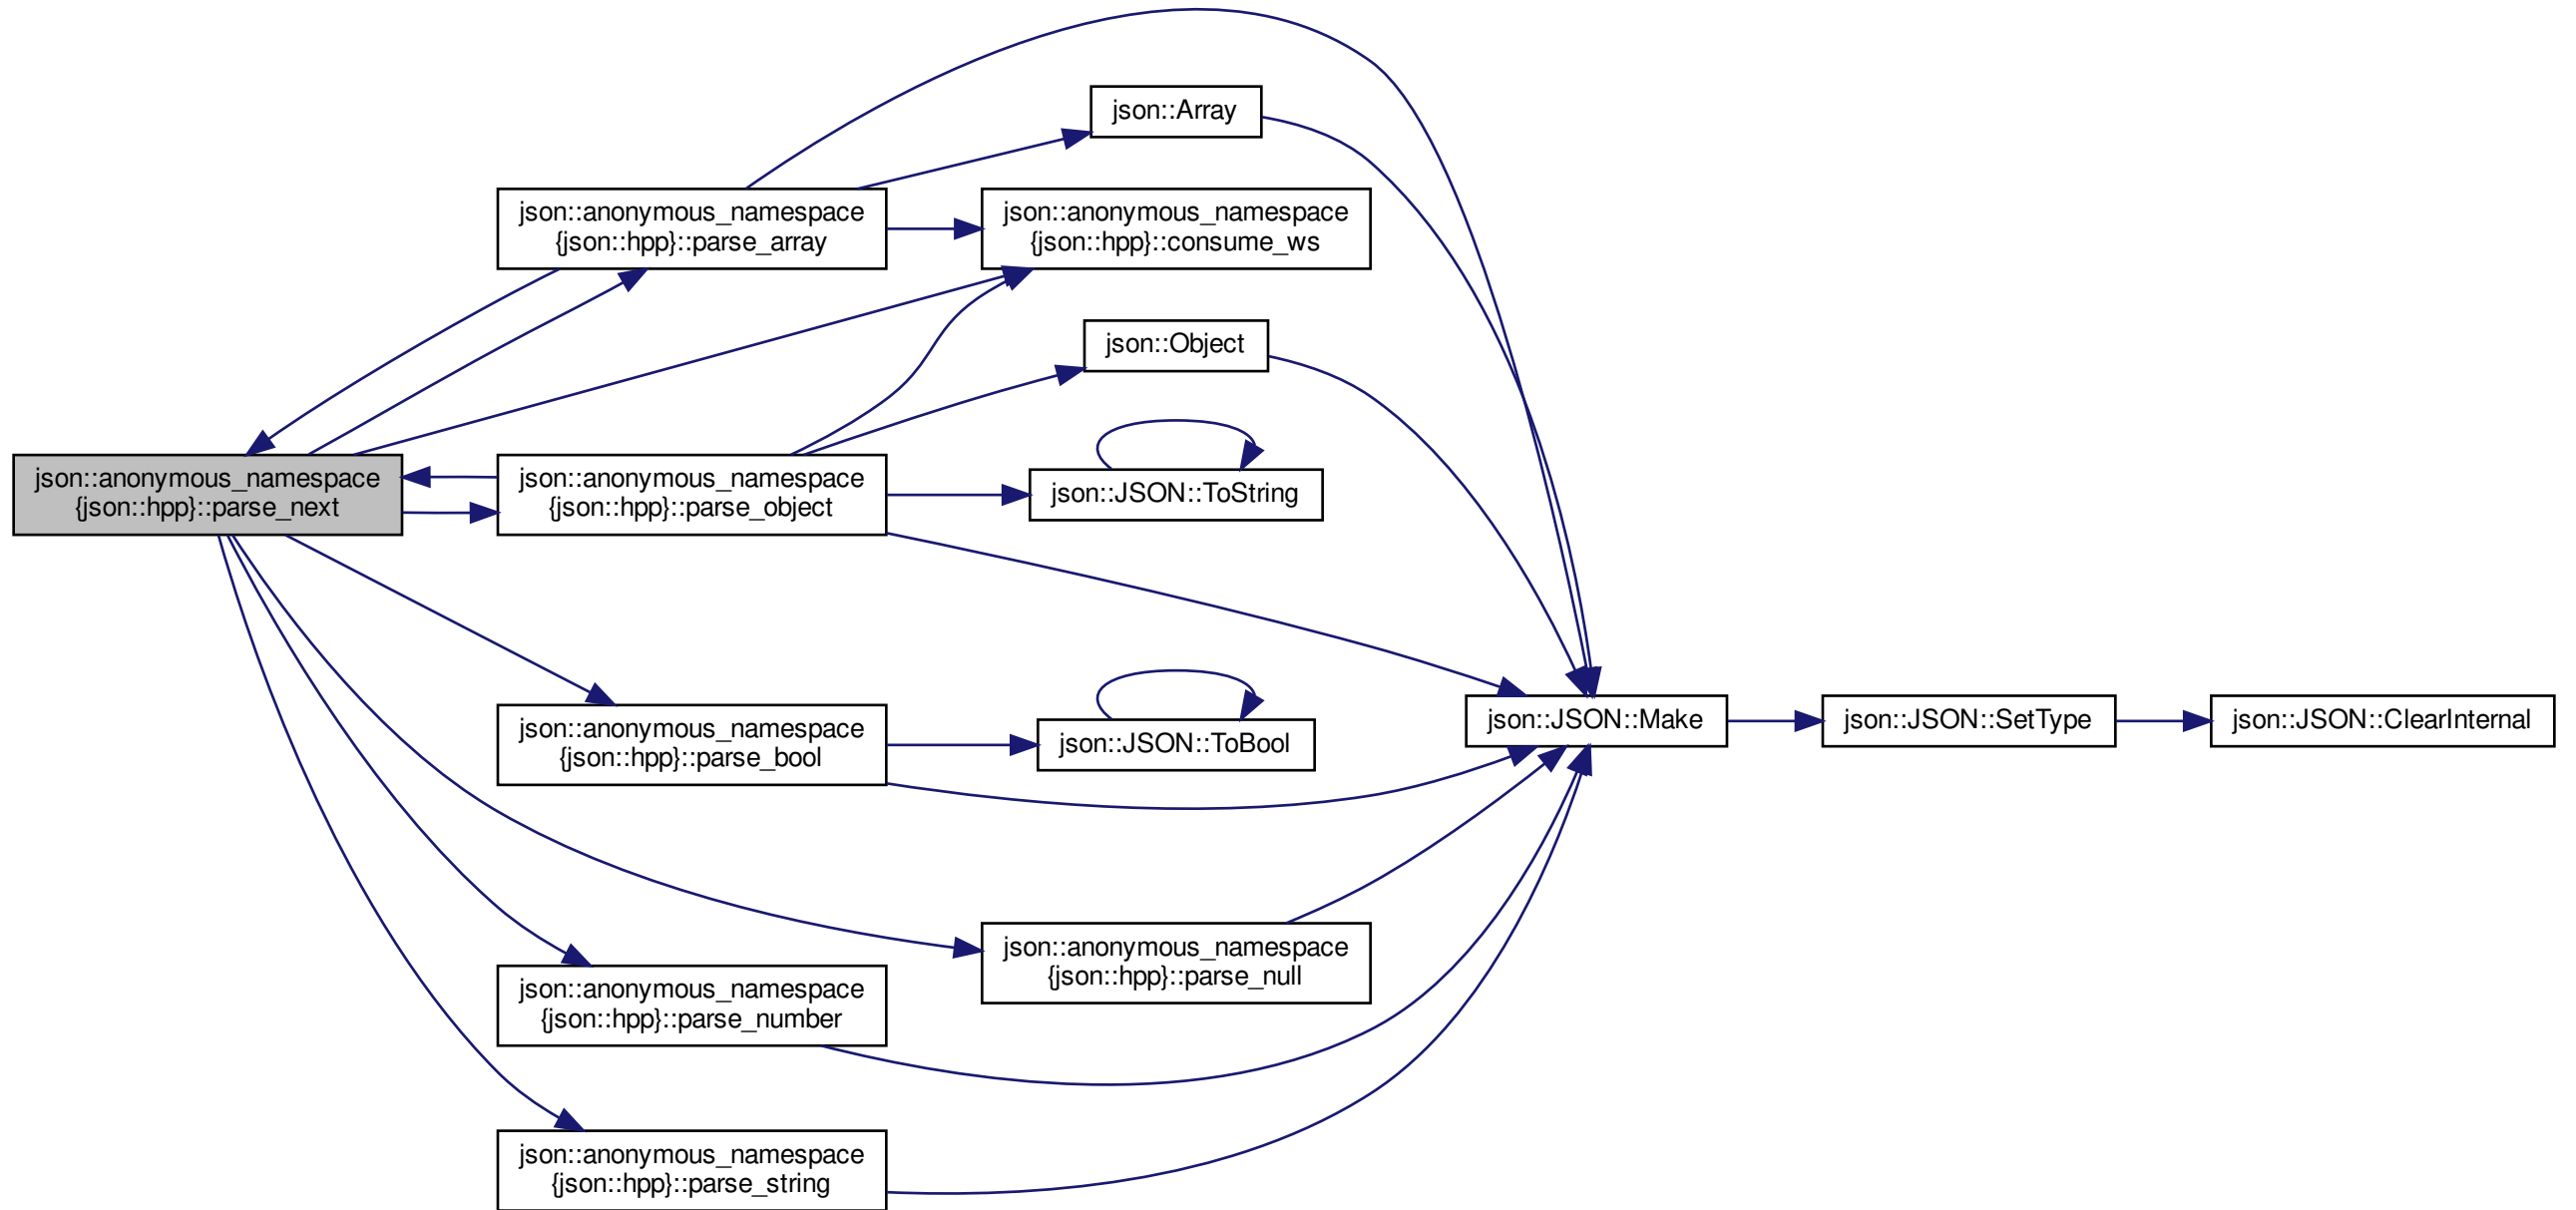 json::Array
json::anonymous_namespace
{json::hpp}::parse_array
json::anonymous_namespace
{json::hpp}::consume_ws
json::Object
json::anonymous_namespace
{json::hpp}::parse_next
json::anonymous_namespace
{json::hpp}::parse_object
json::JSON::ToString
json::anonymous_namespace
{json::hpp}::parse_bool
json::JSON::ToBool
json::JSON::Make
json::JSON::SetType
json::JSON::ClearInternal
json::anonymous_namespace
{json::hpp}::parse_null
json::anonymous_namespace
{json::hpp}::parse_number
json::anonymous_namespace
{json::hpp}::parse_string